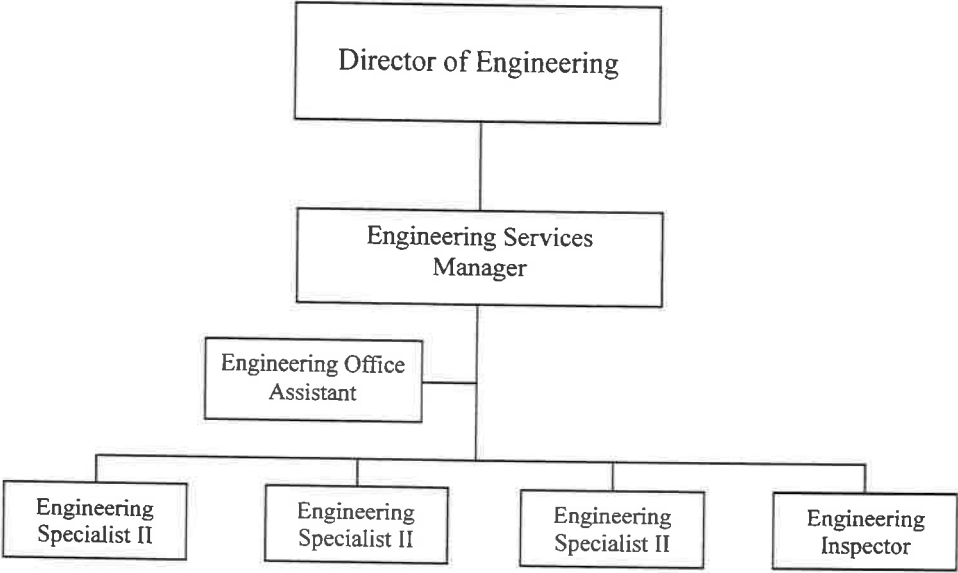 Director of Engineering
Engineering Services
Manager
Engineering Office
Assistant
Engineering
Specialist II
Engineering
Specialist II
Engineering
Specialist II
Engineering
Inspector